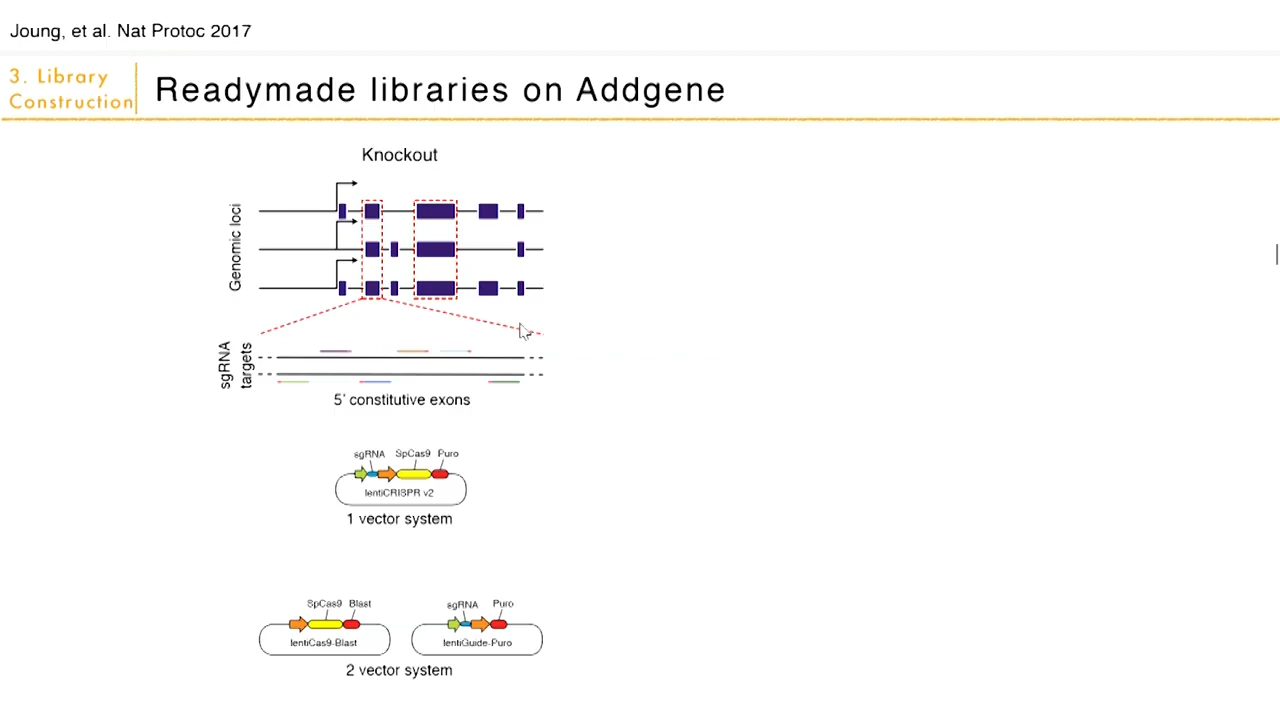 Joung, et al. Nat Protoc 2017
3. Library
Construction
Readymade libraries on Addgene
Knockout
Genomic loci
sgRNA
targets
5' constitutive exons
sgRNA SpCas9 Puro
lentiCRISPR v2
1 vector system
SpCas9 Blast
lentiCas9-Blast
sgRNA Puro
lentiGuide-Puro
2 vector system